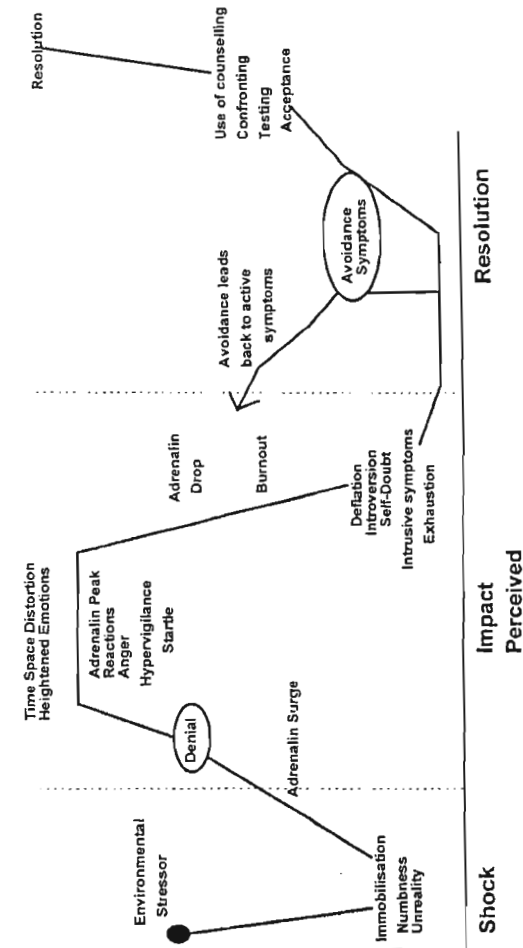 Environmental
Stressor
Immobilisation
Numbness
Unreality
Shock
Adrenalin Surge
Denial
Time Space Distortion
Heightened Emotions
Adrenalin Peak
Reactions
Anger
Hypervigilance
Startle
Adrenalin
Drop
Burnout
Deflation
Introversion
Self-Doubt
Intrusive symptoms
Exhaustion
Impact
Perceived
Avoidance leads
back to active
symptoms
Avoidance
Symptoms
Resolution
Use of counselling
Confronting
Testing
Acceptance
Resolution